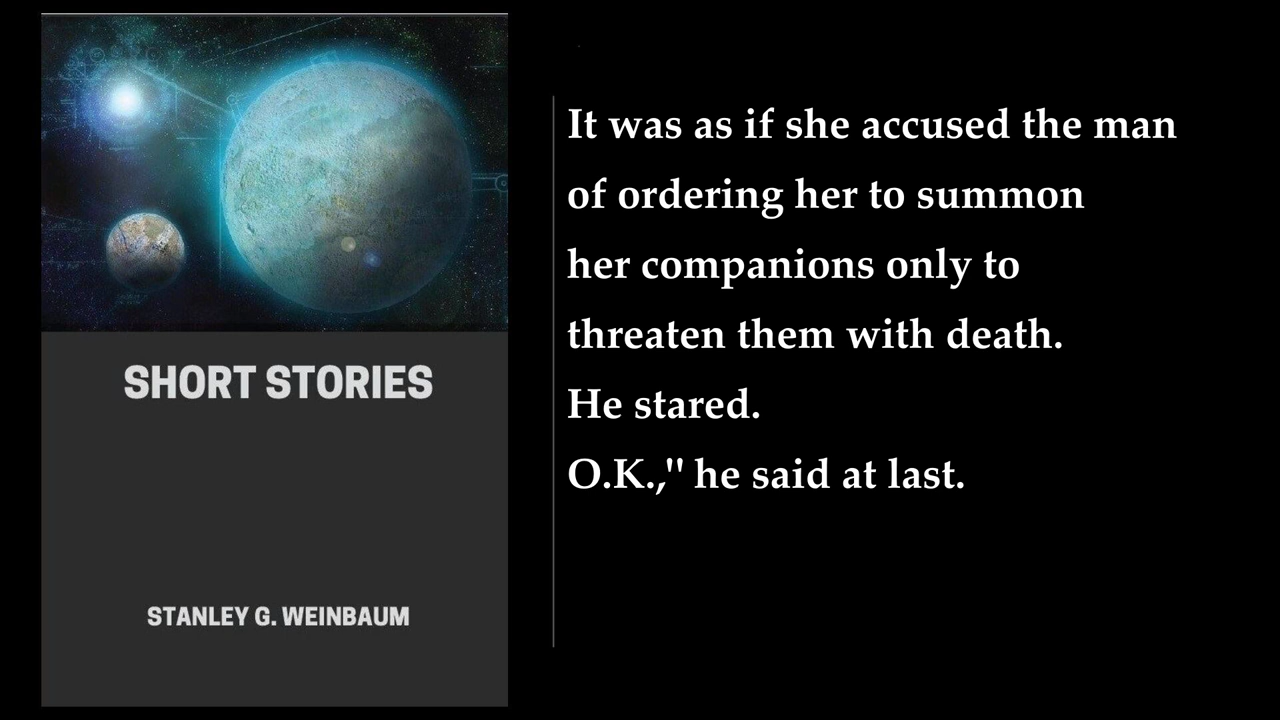 SHORT STORIES
STANLEY G. WEINBAUM
It was as if she accused the man
of ordering her to summon
her companions only to
threaten them with death.
He stared.
O.K.," he said at last.